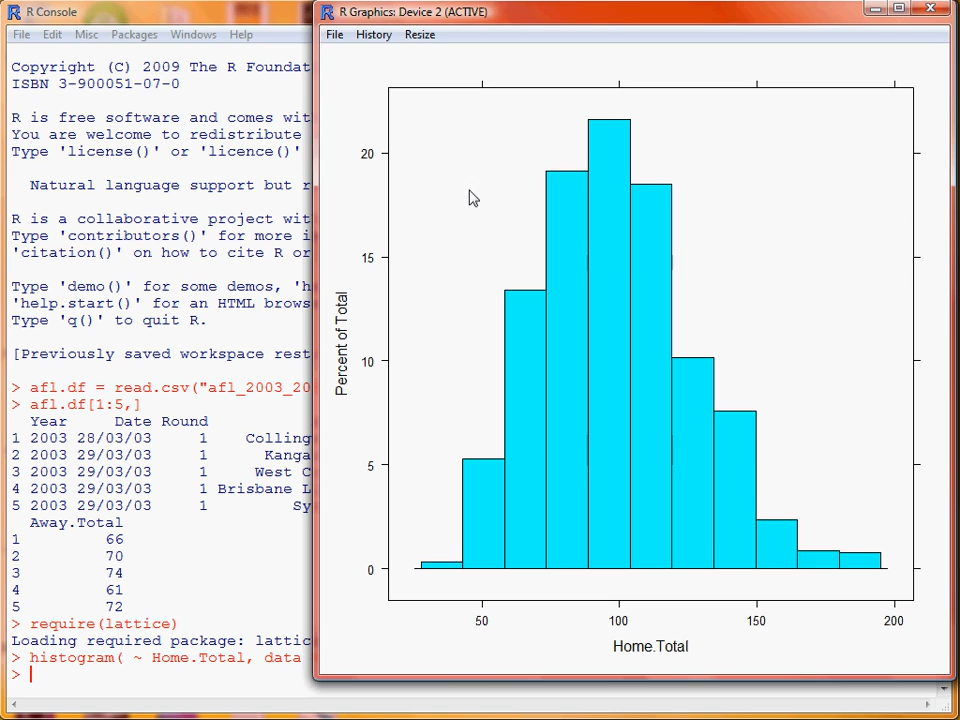 R Console
File Edit Misc Packages Windows Help
Copyright (C) 2009 The R Foundat
ISBN 3-900051-07-0
R is free software and comes wit
You are welcome to redistribute
Type 'license()' or 'licence()'
Natural language support but r
R is a collaborative project wit
Type 'contributors()' for more i
'citation()' on how to cite R or
Type 'demo()' for some demos, 'h
'help.start()' for an HTML brows
Type 'q()' to quit R.
[Previously saved workspace rest
> afl.df = read.csv("afl_2003_20
> afl.df[1:5,]
Year Date Round
1 2003 28/03/03 1 Colling
2 2003 29/03/03 1 Kanga
3 2003 29/03/03 1 West C
4 2003 29/03/03 1 Brisbane L
5 2003 29/03/03 1 Sy
Away.Total
1 66
2 70
3 74
4 61
5 72
> require(lattice)
Loading required package: lattic
> histogram( ~ Home.Total, data
>
R Graphics: Device 2 (ACTIVE)
File History Resize
Percent of Total
20
15
10
5
0
50 100 150 200
Home.Total